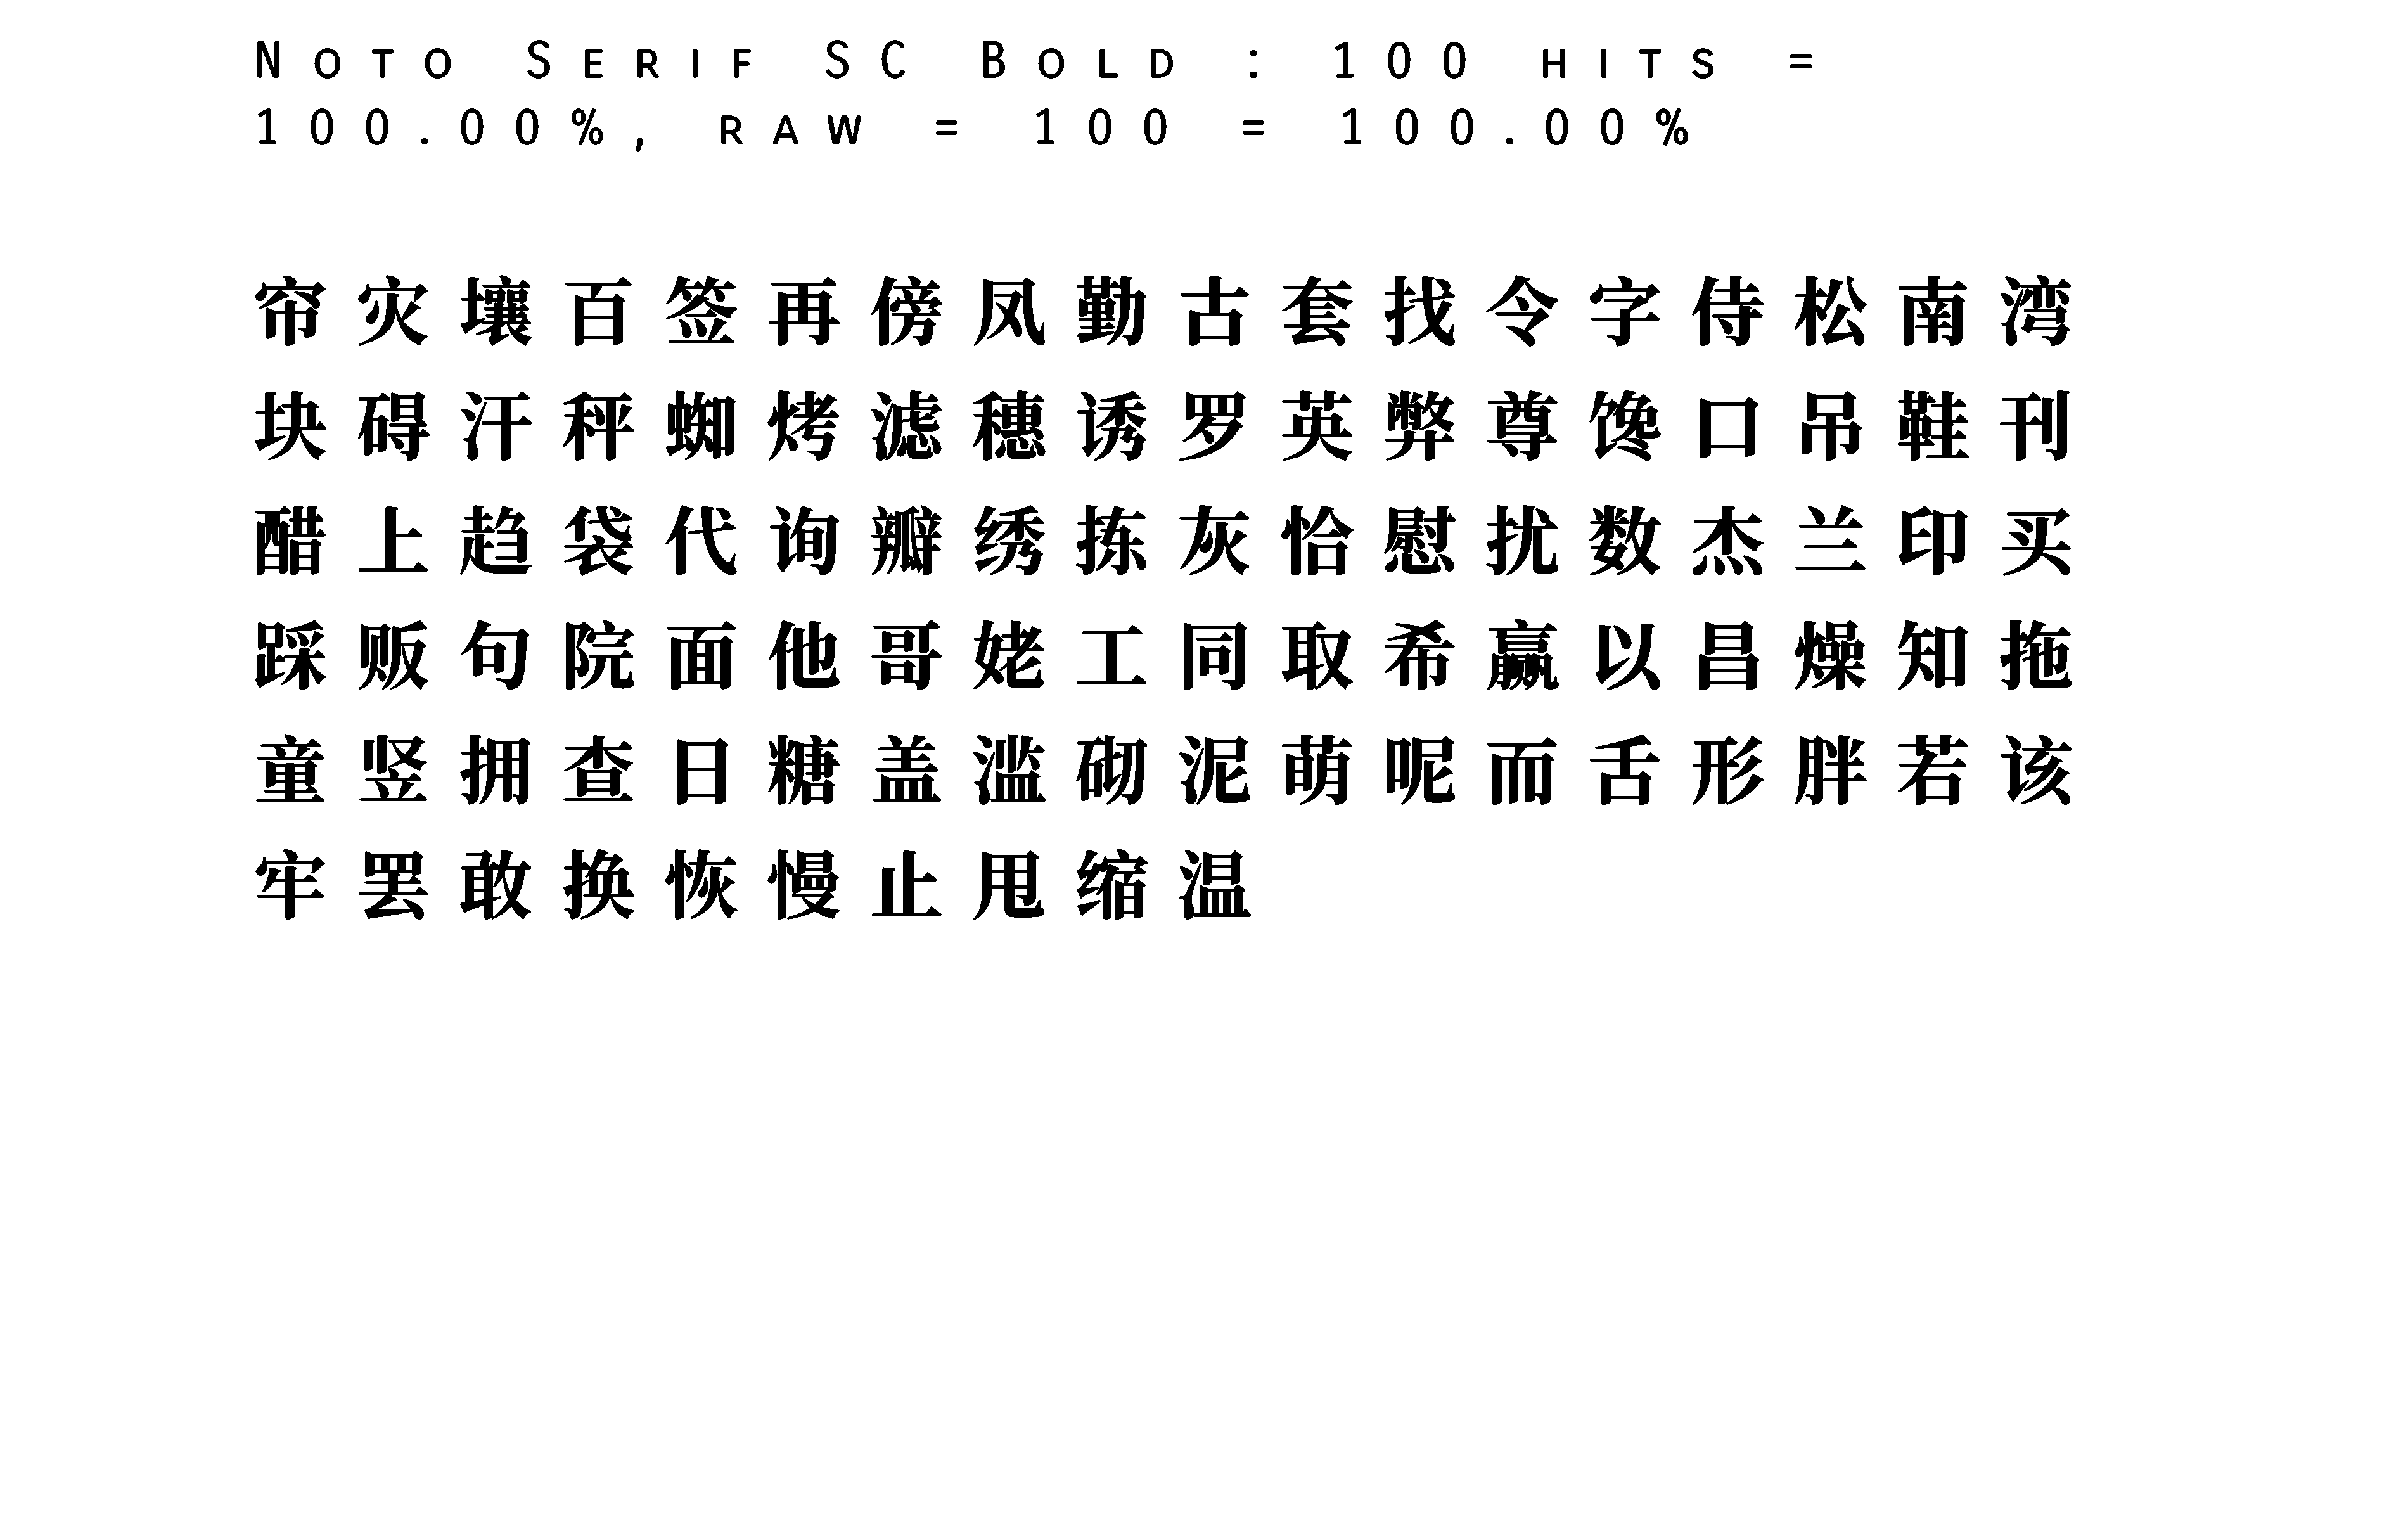 Noto Serif SC Bold : 100 hits =
100.00%, raw = 100 = 100.00%
帘灾壤百签再傍凤勤古套找令字侍松南湾
块碍汗秤蜘烤滤穗诱罗英弊尊馋口吊鞋刊
醋上趋袋代询瓣绣拣灰恰慰扰数杰兰印买
踩贩句院面他哥姥工同取希赢以昌燥知拖
童竖拥查日糖盖滥砌泥萌呢而舌形胖若该
牢罢敢换恢慢止甩缩温